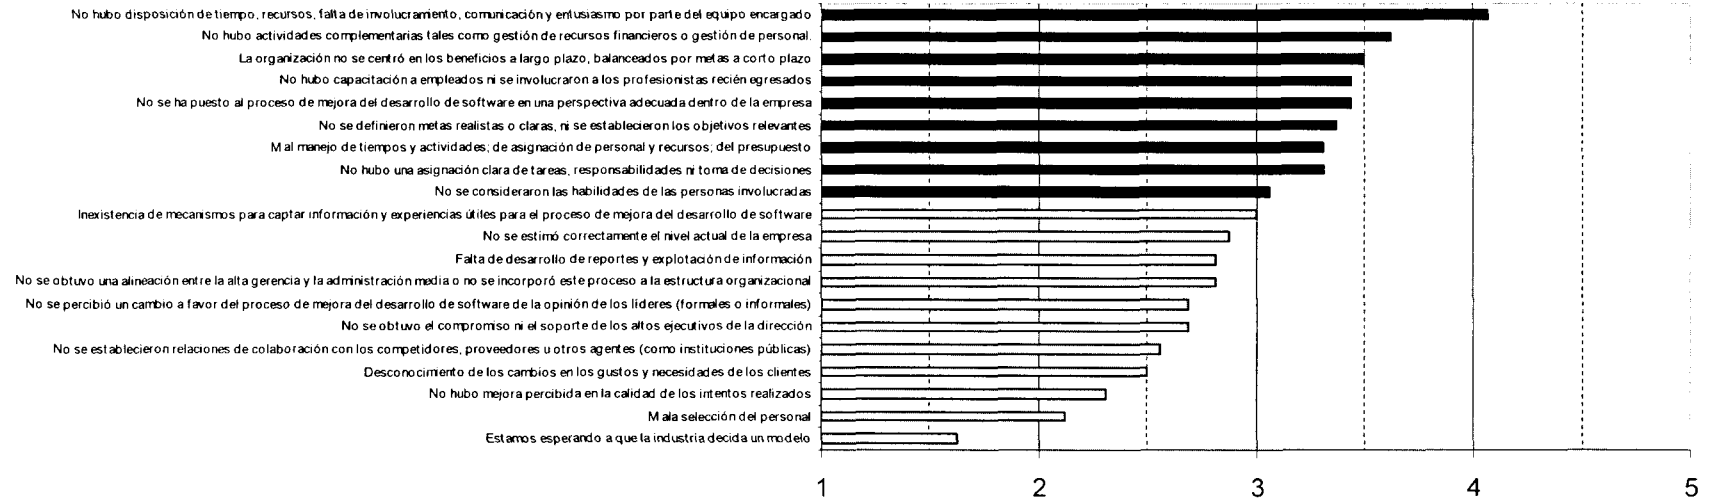 No hubo disposición de tiempo, recursos, falta de involucramiento, comunicación y entusiasmo por parte del equipo encargado
No hubo actividades complementarias tales como gestión de recursos financieros o gestión de personal.
La organización no se centró en los beneficios a largo plazo, balanceados por metas a corto plazo
No hubo capacitación a empleados ni se involucraron a los profesionistas recién egresados
No se ha puesto al proceso de mejora del desarrollo de software en una perspectiva adecuada dentro de la empresa
No se definieron metas realistas o claras, ni se establecieron los objetivos relevantes
Mal manejo de tiempos y actividades; de asignación de personal y recursos; del presupuesto
No hubo una asignación clara de tareas, responsabilidades ni toma de decisiones
No se consideraron las habilidades de las personas involucradas
Inexistencia de mecanismos para captar información y experiencias útiles para el proceso de mejora del desarrollo de software
No se estimó correctamente el nivel actual de la empresa
Falta de desarrollo de reportes y explotación de información
No se obtuvo una alineación entre la alta gerencia y la administración media o no se incorporó este proceso a la estructura organizacional
No se percibió un cambio a favor del proceso de mejora del desarrollo de software de la opinión de los líderes (formales o informales)
No se obtuvo el compromiso ni el soporte de los altos ejecutivos de la dirección
No se establecieron relaciones de colaboración con los competidores, proveedores u otros agentes (como instituciones públicas)
Desconocimiento de los cambios en los gustos y necesidades de los clientes
No hubo mejora percibida en la calidad de los intentos realizados
Mala selección del personal
Estamos esperando a que la industria decida un modelo
1 2 3 4 5